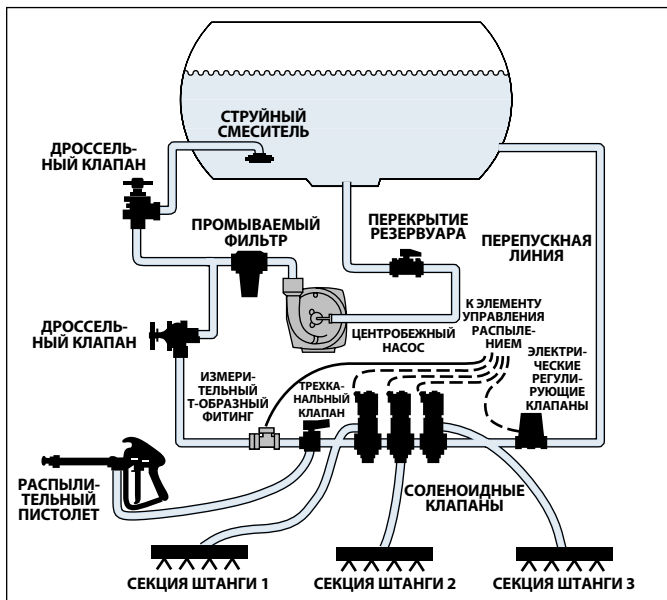 СТРУЙНЫЙ
СМЕСИТЕЛЬ
ДРОССЕЛЬ-
НЫЙ КЛАПАН
ПРОМЫВАЕМЫЙ
ФИЛЬТР
ПЕРЕКРЫТИЕ
РЕЗЕРВУАРА
ПЕРЕПУСКНАЯ
ЛИНИЯ
ДРОССЕЛЬ-
НЫЙ КЛАПАН
ЦЕНТРОБЕЖНЫЙ
НАСОС
К ЭЛЕМЕНТУ
УПРАВЛЕНИЯ
РАСПЫЛЕ-
НИЕМ
ЭЛЕКТРИ-
ЧЕСКИЕ
РЕГУЛИ-
РУЮЩИЕ
КЛАПАНЫ
ИЗМЕРИ-
ТЕЛЬНЫЙ
Т-ОБРАЗНЫЙ
ФИТИНГ
ТРЕХКА-
НАЛЬНЫЙ
КЛАПАН
РАСПЫЛИ-
ТЕЛЬНЫЙ
ПИСТОЛЕТ
СОЛЕНОИДНЫЕ
КЛАПАНЫ
СЕКЦИЯ ШТАНГИ 1
СЕКЦИЯ ШТАНГИ 2
СЕКЦИЯ ШТАНГИ 3